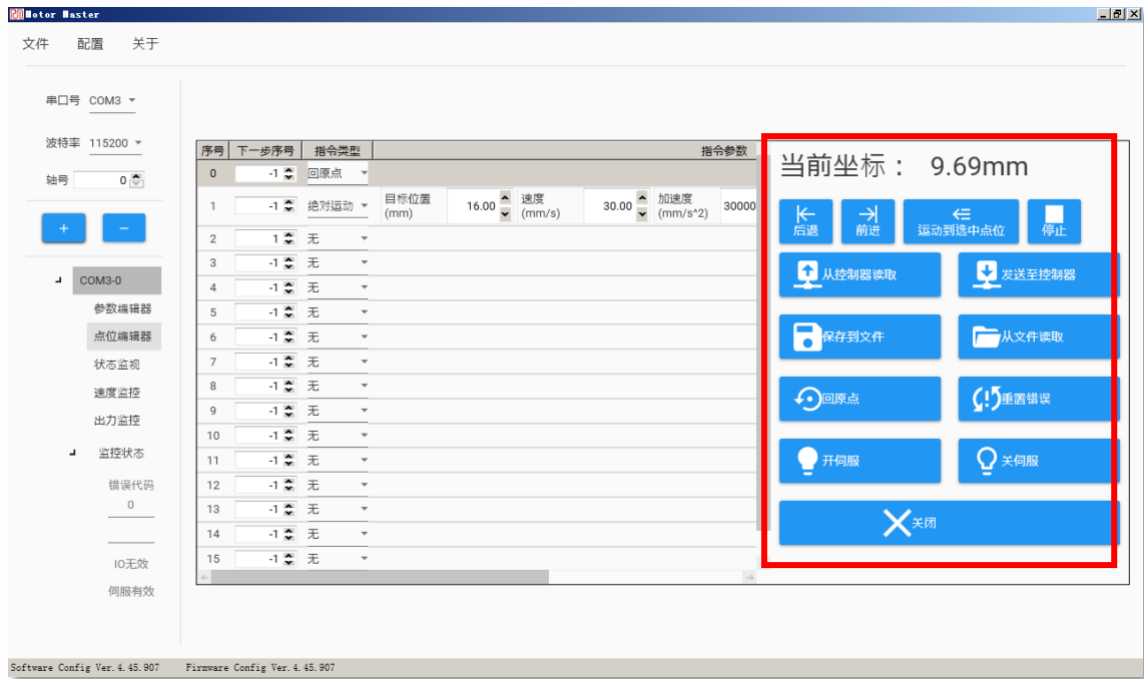 Motor Master
文件 配置 关于
串口号 COM3
波特率 115200
轴号 0
+ −
COM3-0
参数编辑器
点位编辑器
状态监视
速度监控
出力监控
监控状态
错误代码
0
IO无效
伺服有效
序号 下一步序号 指令类型 指令参数
0 -1 回原点
1 -1 绝对运动 目标位置 (mm) 16.00 速度 (mm/s) 30.00 加速度 (mm/s^2) 30000
2 1 无
3 -1 无
4 -1 无
5 -1 无
6 -1 无
7 -1 无
8 -1 无
9 -1 无
10 -1 无
11 -1 无
12 -1 无
13 -1 无
14 -1 无
15 -1 无
当前坐标： 9.69mm
后退 前进 运动到选中点位 停止
从控制器读取 发送至控制器
保存到文件 从文件读取
回原点 重置错误
开伺服 关伺服
关闭
Software Config Ver.4.45.907 Firmware Config Ver.4.45.907